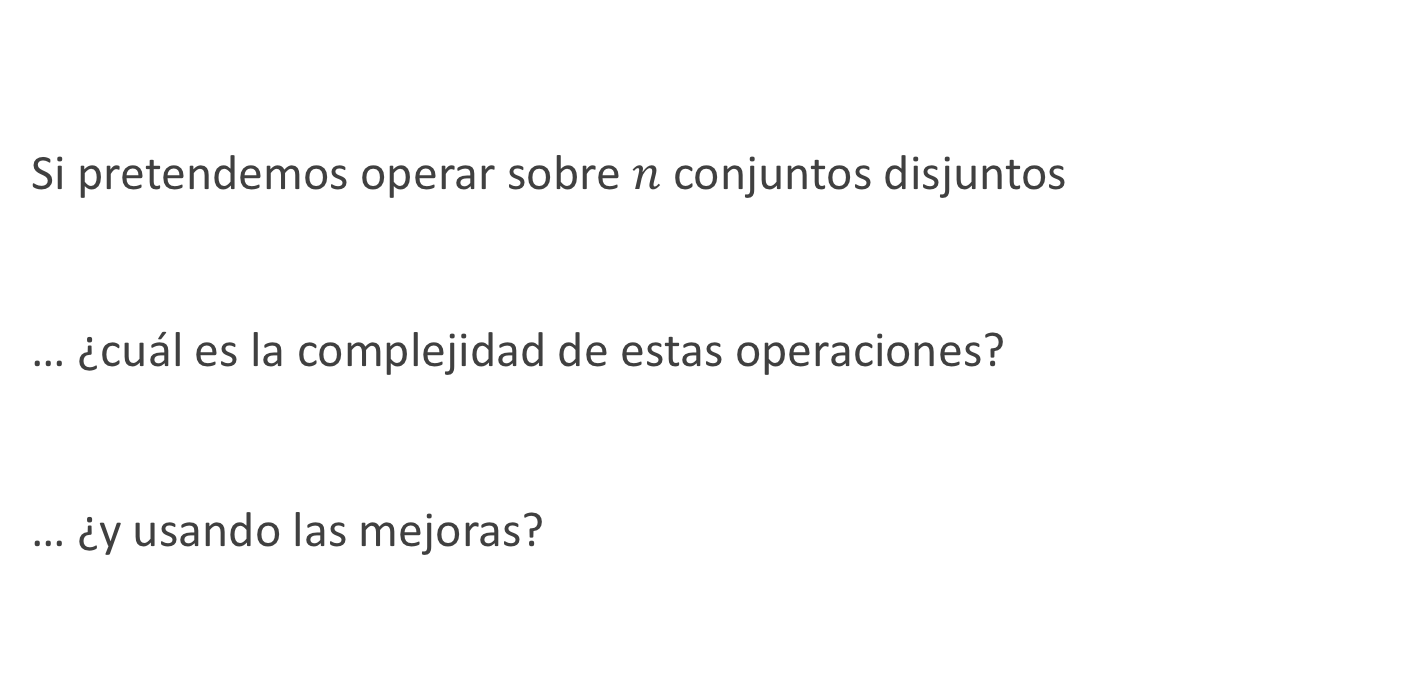 Si pretendemos operar sobre n conjuntos disjuntos
... ¿cuál es la complejidad de estas operaciones?
... ¿y usando las mejoras?